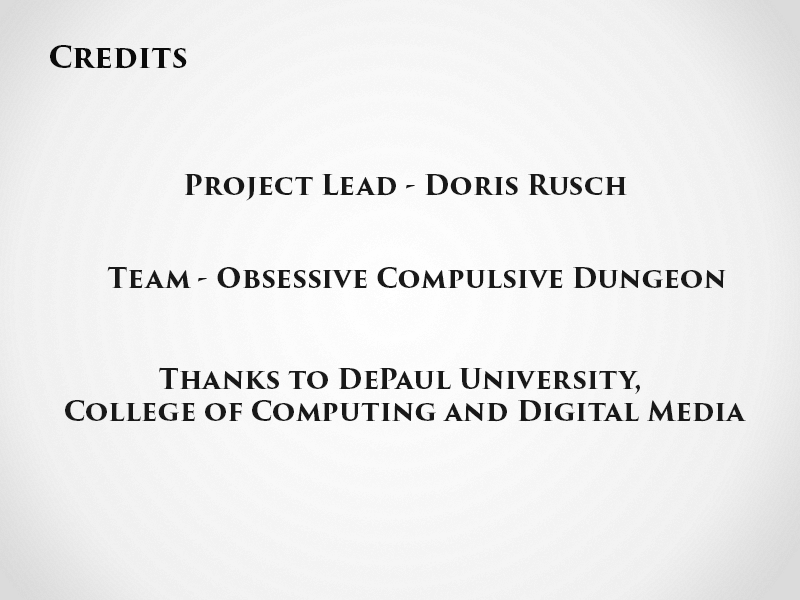 Credits
Project Lead - Doris Rusch
Team - Obsessive Compulsive Dungeon
Thanks to DePaul University,
College of Computing and Digital Media